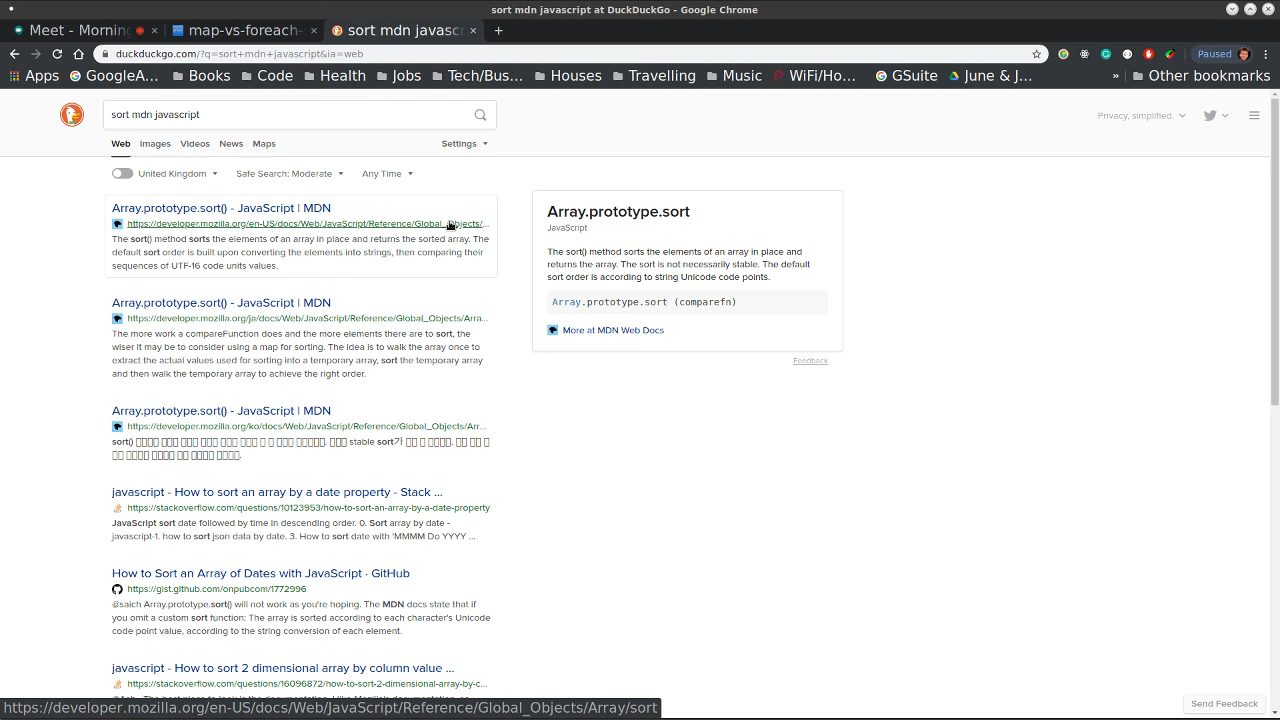 sort mdn javascript at DuckDuckGo - Google Chrome
Meet - Mornin
map-vs-foreach-
sort mdn javasc
duckduckgo.com/?q=sort+mdn+javascript&ia=web
Paused
Apps GoogleA... Books Code Health Jobs Tech/Bus... Houses Travelling Music WiFi/Ho... GSuite June & J... » Other bookmarks
sort mdn javascript
Privacy, simplified.
Web Images Videos News Maps Settings
United Kingdom Safe Search: Moderate Any Time
Array.prototype.sort() - JavaScript | MDN
https://developer.mozilla.org/en-US/docs/Web/JavaScript/Reference/Global_Objects/...
The sort() method sorts the elements of an array in place and returns the sorted array. The
default sort order is built upon converting the elements into strings, then comparing their
sequences of UTF-16 code units values.
Array.prototype.sort() - JavaScript | MDN
https://developer.mozilla.org/ja/docs/Web/JavaScript/Reference/Global_Objects/Arra...
The more work a compareFunction does and the more elements there are to sort, the
wiser it may be to consider using a map for sorting. The idea is to walk the array once to
extract the actual values used for sorting into a temporary array, sort the temporary array
and then walk the temporary array to achieve the right order.
Array.prototype.sort() - JavaScript | MDN
https://developer.mozilla.org/ko/docs/Web/JavaScript/Reference/Global_Objects/Arr...
sort() stable sort가
javascript - How to sort an array by a date property - Stack ...
https://stackoverflow.com/questions/10123953/how-to-sort-an-array-by-a-date-property
JavaScript sort date followed by time in descending order. 0. Sort array by date -
javascript-1. how to sort json data by date. 3. How to sort date with 'MMMM Do YYYY ...
How to Sort an Array of Dates with JavaScript · GitHub
https://gist.github.com/onpubcom/1772996
@saich Array.prototype.sort() will not work as you're hoping. The MDN docs state that if
you omit a custom sort function: The array is sorted according to each character's Unicode
code point value, according to the string conversion of each element.
javascript - How to sort 2 dimensional array by column value ...
https://stackoverflow.com/questions/16096872/how-to-sort-2-dimensional-array-by-c...
Array.prototype.sort
JavaScript
The sort() method sorts the elements of an array in place and
returns the array. The sort is not necessarily stable. The default
sort order is according to string Unicode code points.
Array.prototype.sort (comparefn)
More at MDN Web Docs
Feedback
Send Feedback
https://developer.mozilla.org/en-US/docs/Web/JavaScript/Reference/Global_Objects/Array/sort